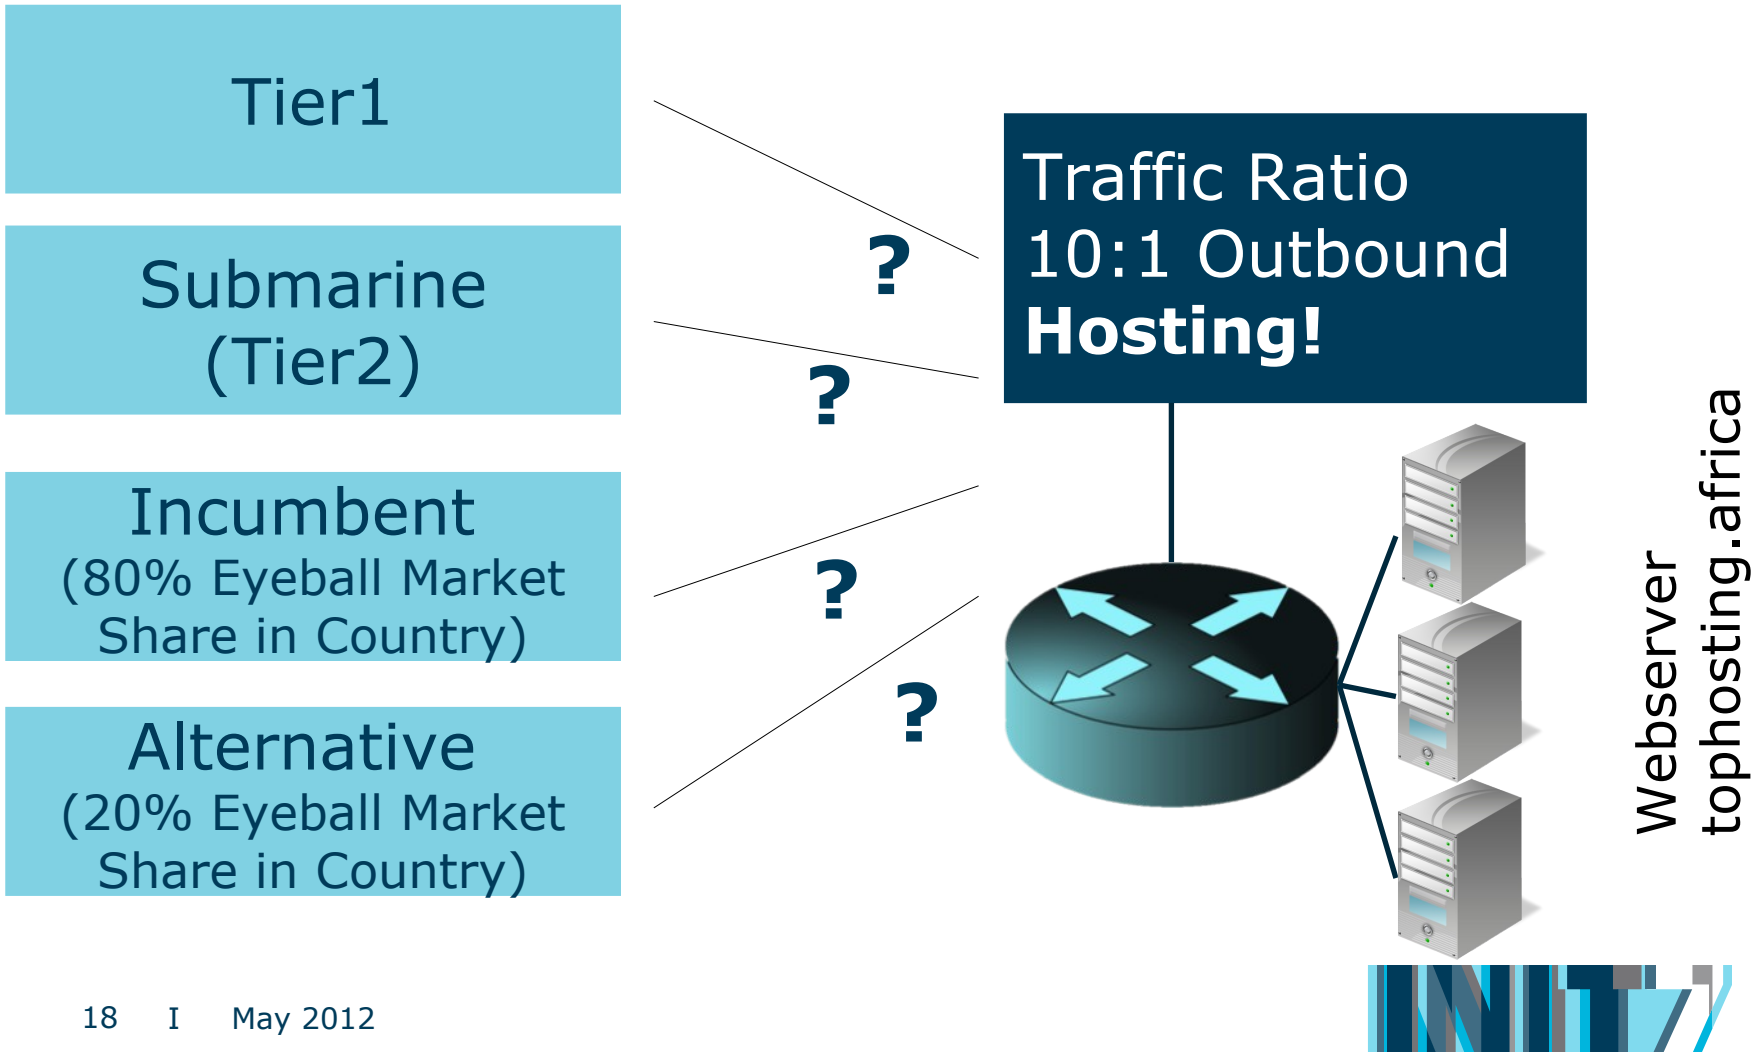 Tier1
Submarine
(Tier2)
Incumbent
(80% Eyeball Market
Share in Country)
Alternative
(20% Eyeball Market
Share in Country)
?
?
?
?
Traffic Ratio
10:1 Outbound
Hosting!
Webserver
tophosting.africa
18 I May 2012
INIT7